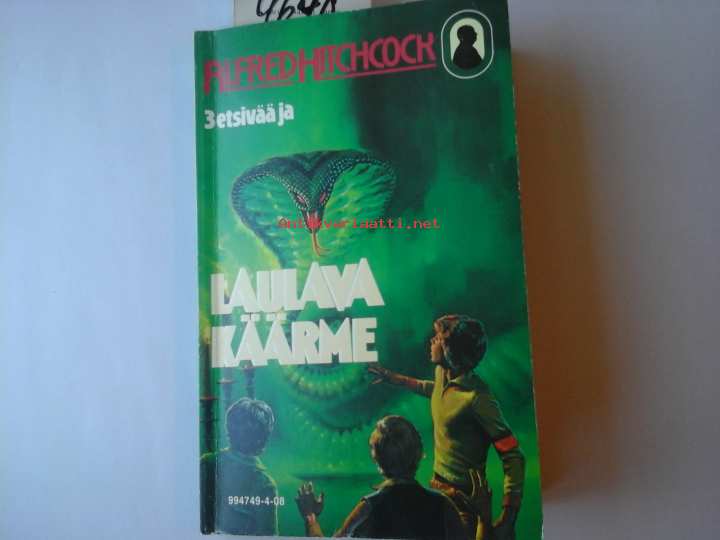 ALFRED HITCHCOCK
3 etsivää ja
Antikvariaatti.net
LAULAVA
KÄÄRME
994749-4-08